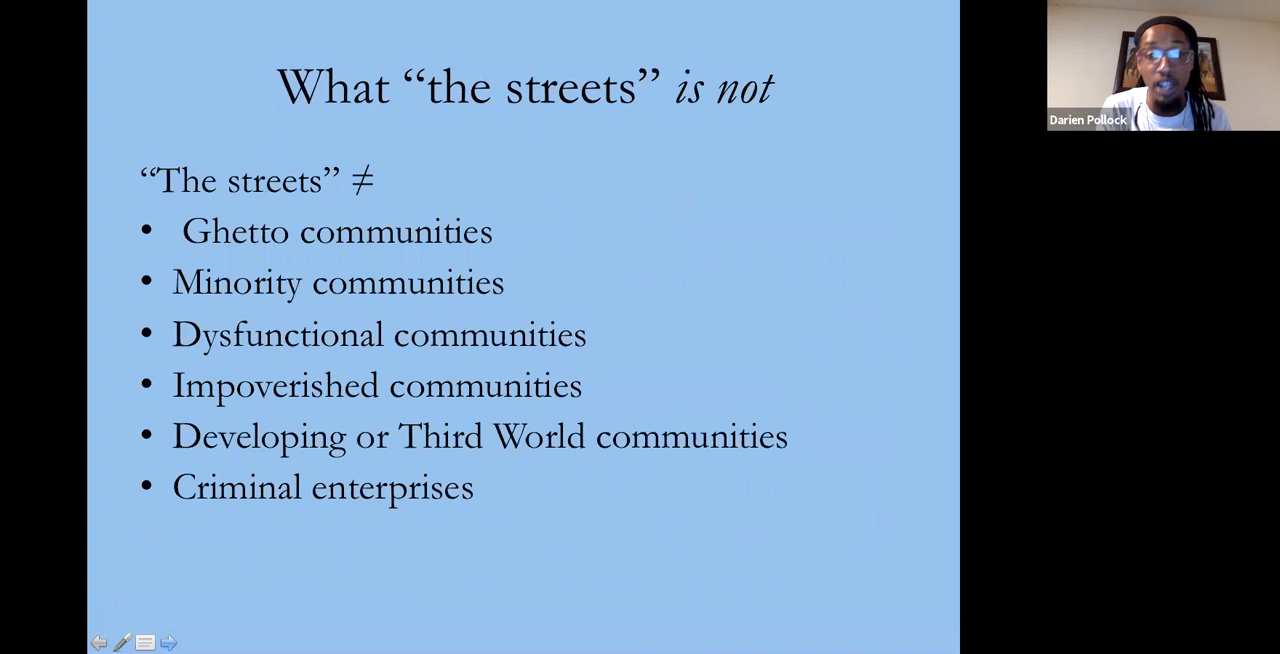 What “the streets” is not
“The streets” ≠
• Ghetto communities
• Minority communities
• Dysfunctional communities
• Impoverished communities
• Developing or Third World communities
• Criminal enterprises
Darien Pollock